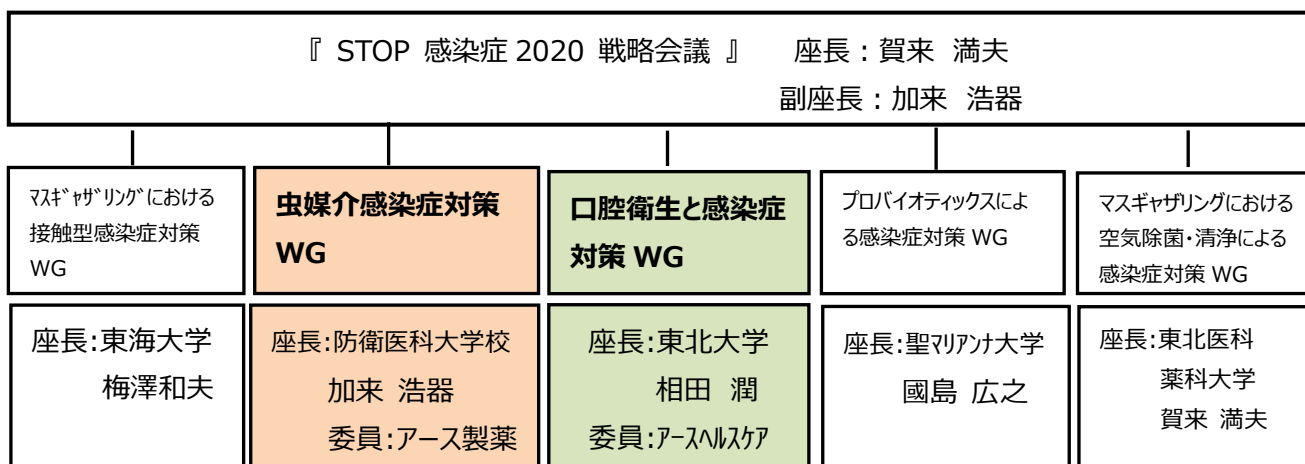 『 STOP 感染症 2020 戦略会議 』 座長:賀来 満夫
副座長:加来 浩器
ﾏｽｷﾞｬｻﾞﾘﾝｸﾞにおける
接触型感染症対策
WG
虫媒介感染症対策
WG
口腔衛生と感染症
対策 WG
プロバイオティックスによ
る感染症対策 WG
マスギャザリングにおける
空気除菌・清浄による
感染症対策 WG
座長:東海大学
梅澤和夫
座長:防衛医科大学校
加来 浩器
委員:アース製薬
座長:東北大学
相田 潤
委員:ｱｰｽﾍﾙｽｹｱ
座長:聖ﾏﾘｱﾝﾅ大学
國島 広之
座長:東北医科
薬科大学
賀来 満夫